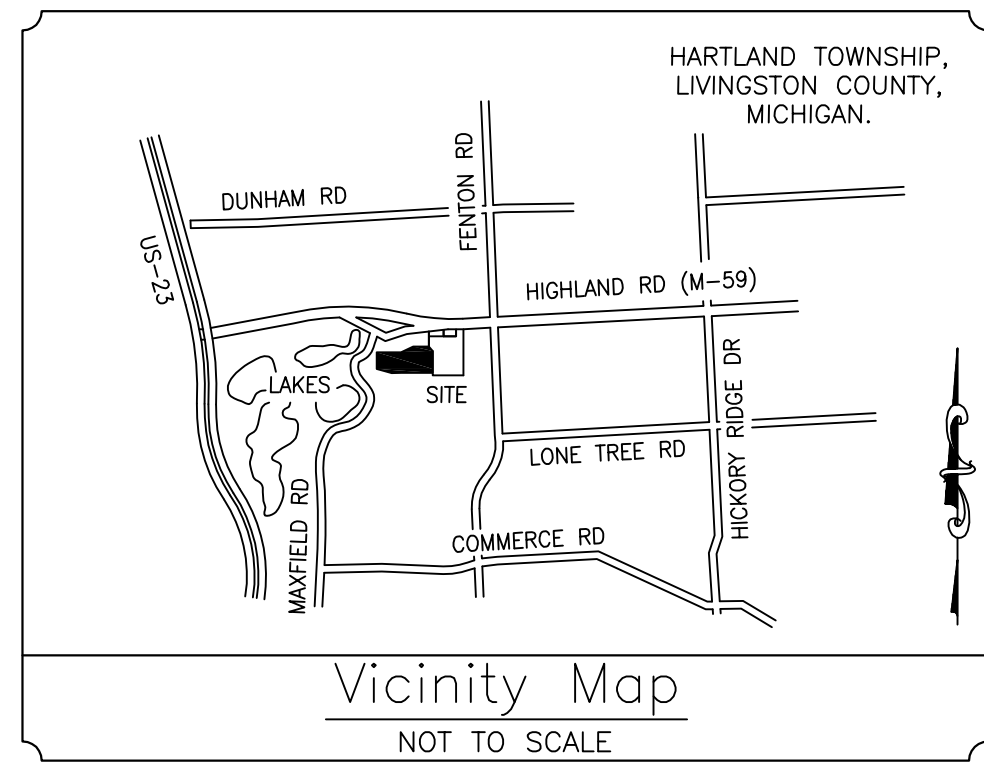 HARTLAND TOWNSHIP,
LIVINGSTON COUNTY,
MICHIGAN.
DUNHAM RD
FENTON RD
US-23
HIGHLAND RD (M-59)
LAKES
SITE
HICKORY RIDGE DR
LONE TREE RD
MAXFIELD RD
COMMERCE RD
Vicinity Map
NOT TO SCALE